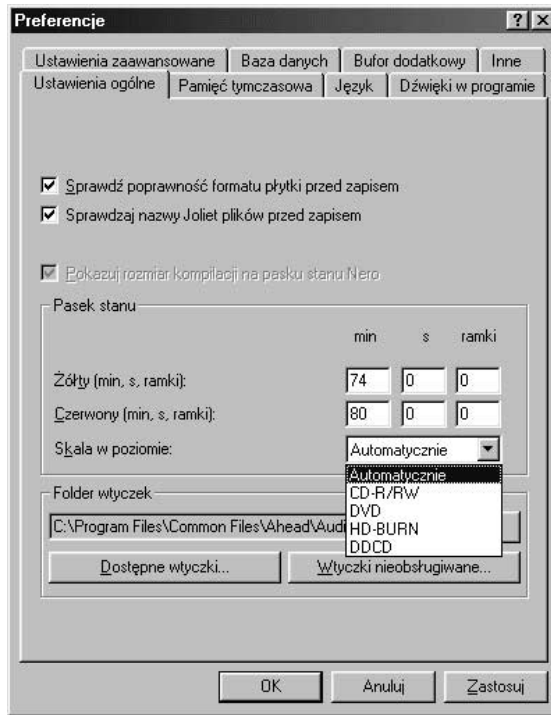 Preferencje
Ustawienia zaawansowane Baza danych Bufor dodatkowy Inne
Ustawienia ogólne Pamięć tymczasowa Język Dźwięki w programie
Sprawdź poprawność formatu płytki przed zapisem
Sprawdzaj nazwy Joliet plików przed zapisem
Pokazuj rozmiar kompilacji na pasku stanu Nero
Pasek stanu
min s ramki
Żółty (min, s, ramki): 74 0 0
Czerwony (min, s, ramki): 80 0 0
Skala w poziomie: Automatycznie
Automatycznie
CD-R/RW
DVD
HD-BURN
DDCD
Folder wtyczek
C:\Program Files\Common Files\Ahead\Audi
Dostępne wtyczki... Wtyczki nieobsługiwane...
OK Anuluj Zastosuj